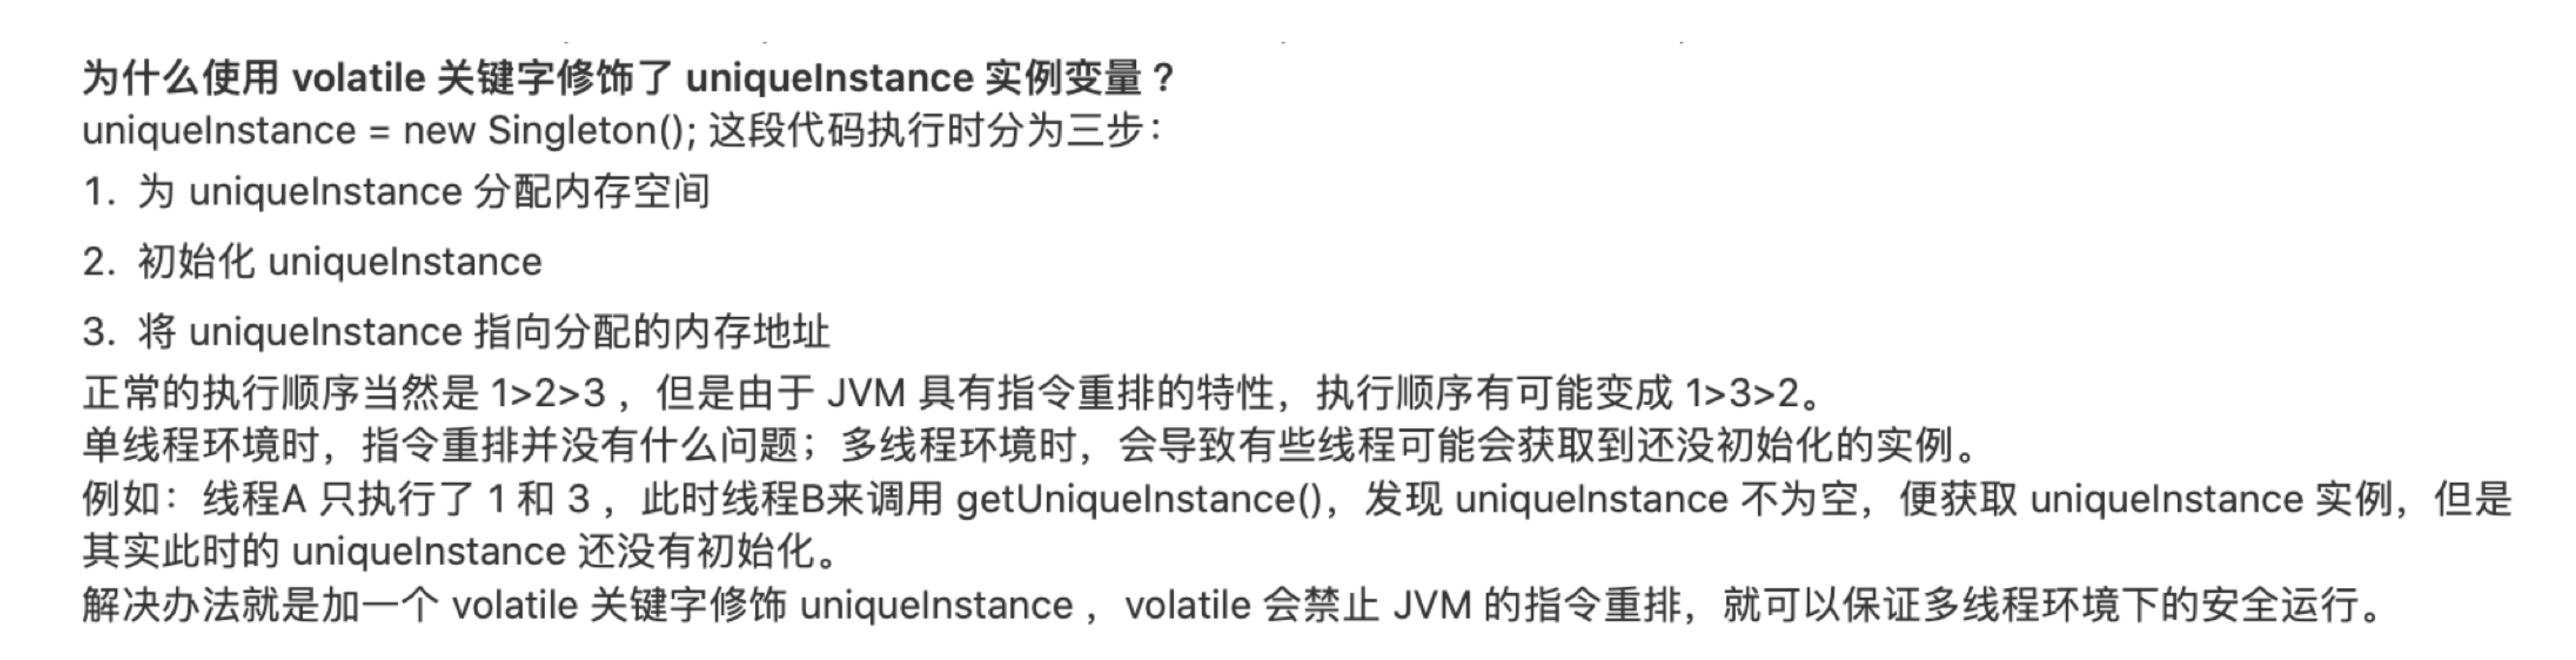 为什么使用 volatile 关键字修饰了 uniqueInstance 实例变量？
uniqueInstance = new Singleton(); 这段代码执行时分为三步：
1. 为 uniqueInstance 分配内存空间
2. 初始化 uniqueInstance
3. 将 uniqueInstance 指向分配的内存地址
正常的执行顺序当然是 1>2>3 ，但是由于 JVM 具有指令重排的特性，执行顺序有可能变成 1>3>2。
单线程环境时，指令重排并没有什么问题；多线程环境时，会导致有些线程可能会获取到还没初始化的实例。
例如：线程A 只执行了 1 和 3 ，此时线程B来调用 getUniqueInstance()，发现 uniqueInstance 不为空，便获取 uniqueInstance 实例，但是
其实此时的 uniqueInstance 还没有初始化。
解决办法就是加一个 volatile 关键字修饰 uniqueInstance ，volatile 会禁止 JVM 的指令重排，就可以保证多线程环境下的安全运行。